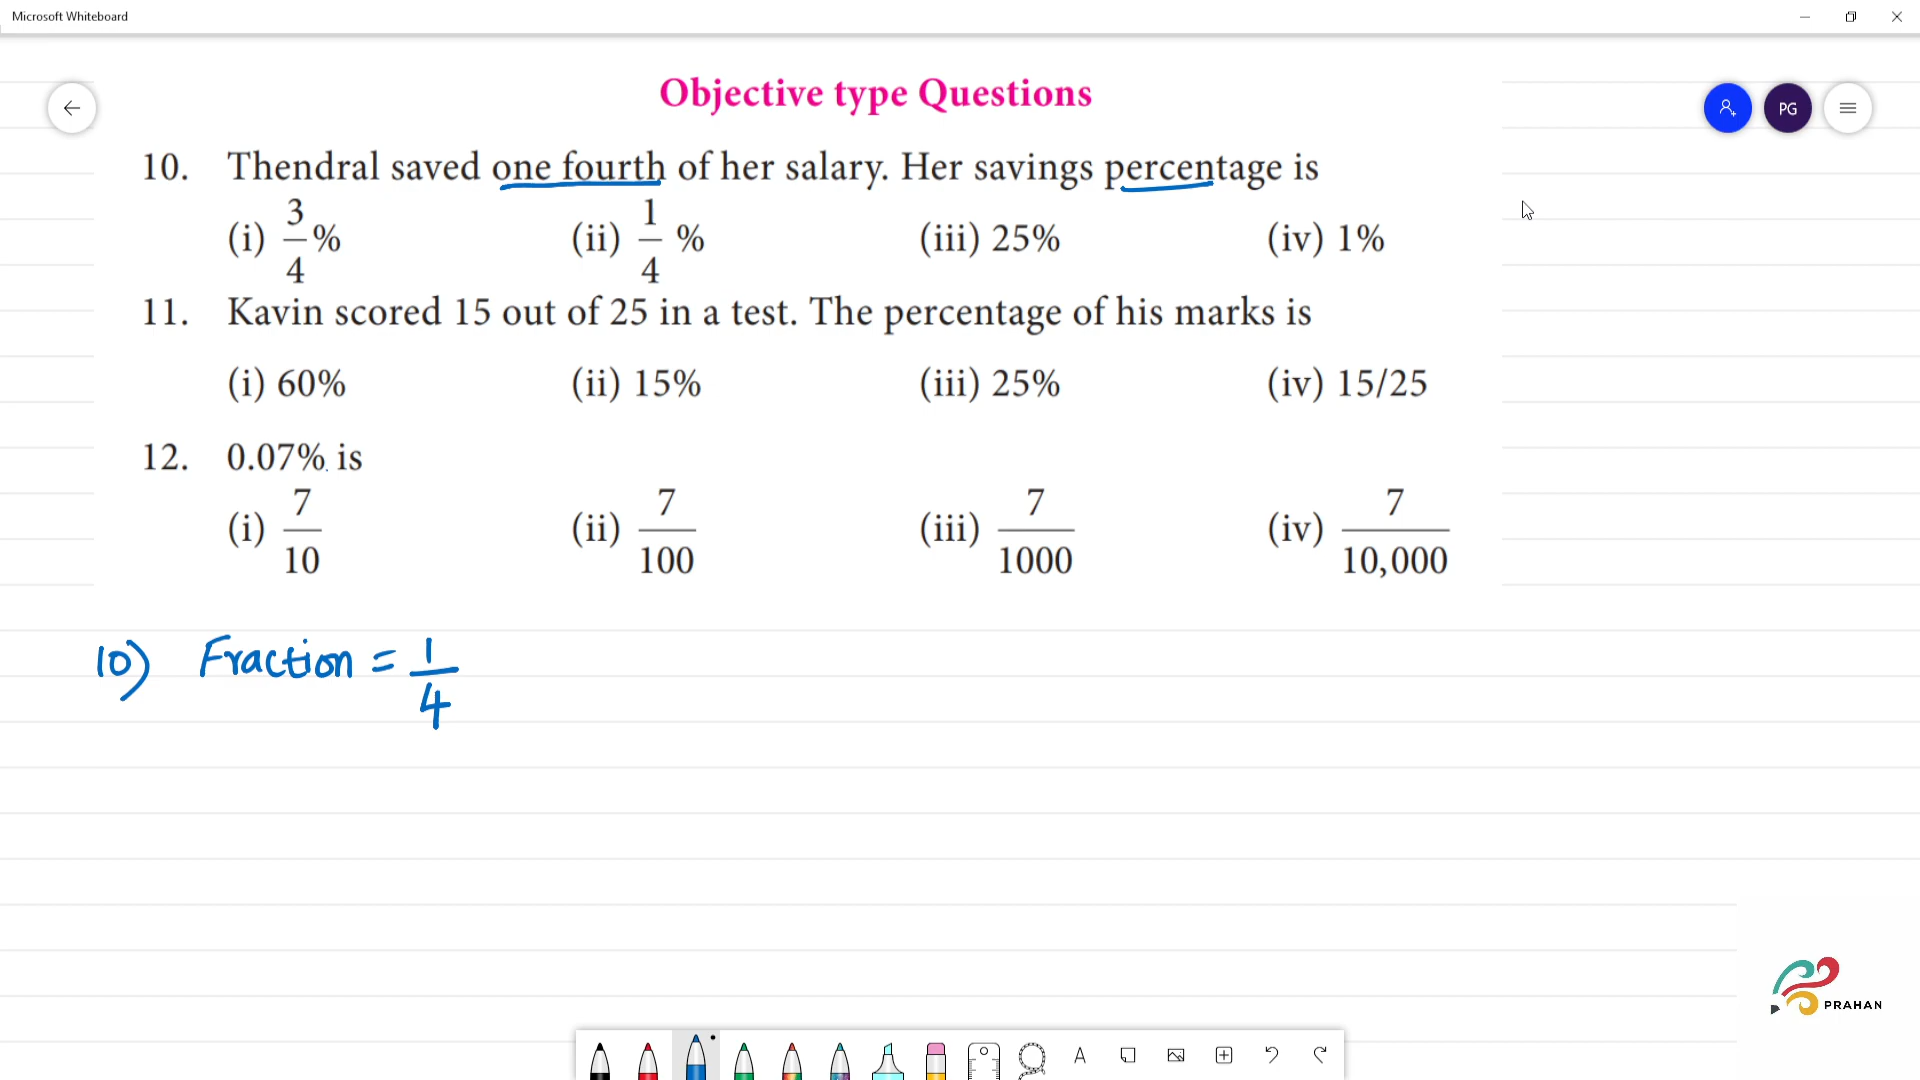 Microsoft Whiteboard
Objective type Questions
PG
10. Thendral saved one fourth of her salary. Her savings percentage is
(i) 3/4% (ii) 1/4 % (iii) 25% (iv) 1%
11. Kavin scored 15 out of 25 in a test. The percentage of his marks is
(i) 60% (ii) 15% (iii) 25% (iv) 15/25
12. 0.07% is
(i) 7/10 (ii) 7/100 (iii) 7/1000 (iv) 7/10,000
10) Fraction = 1/4
PRAHAN
A